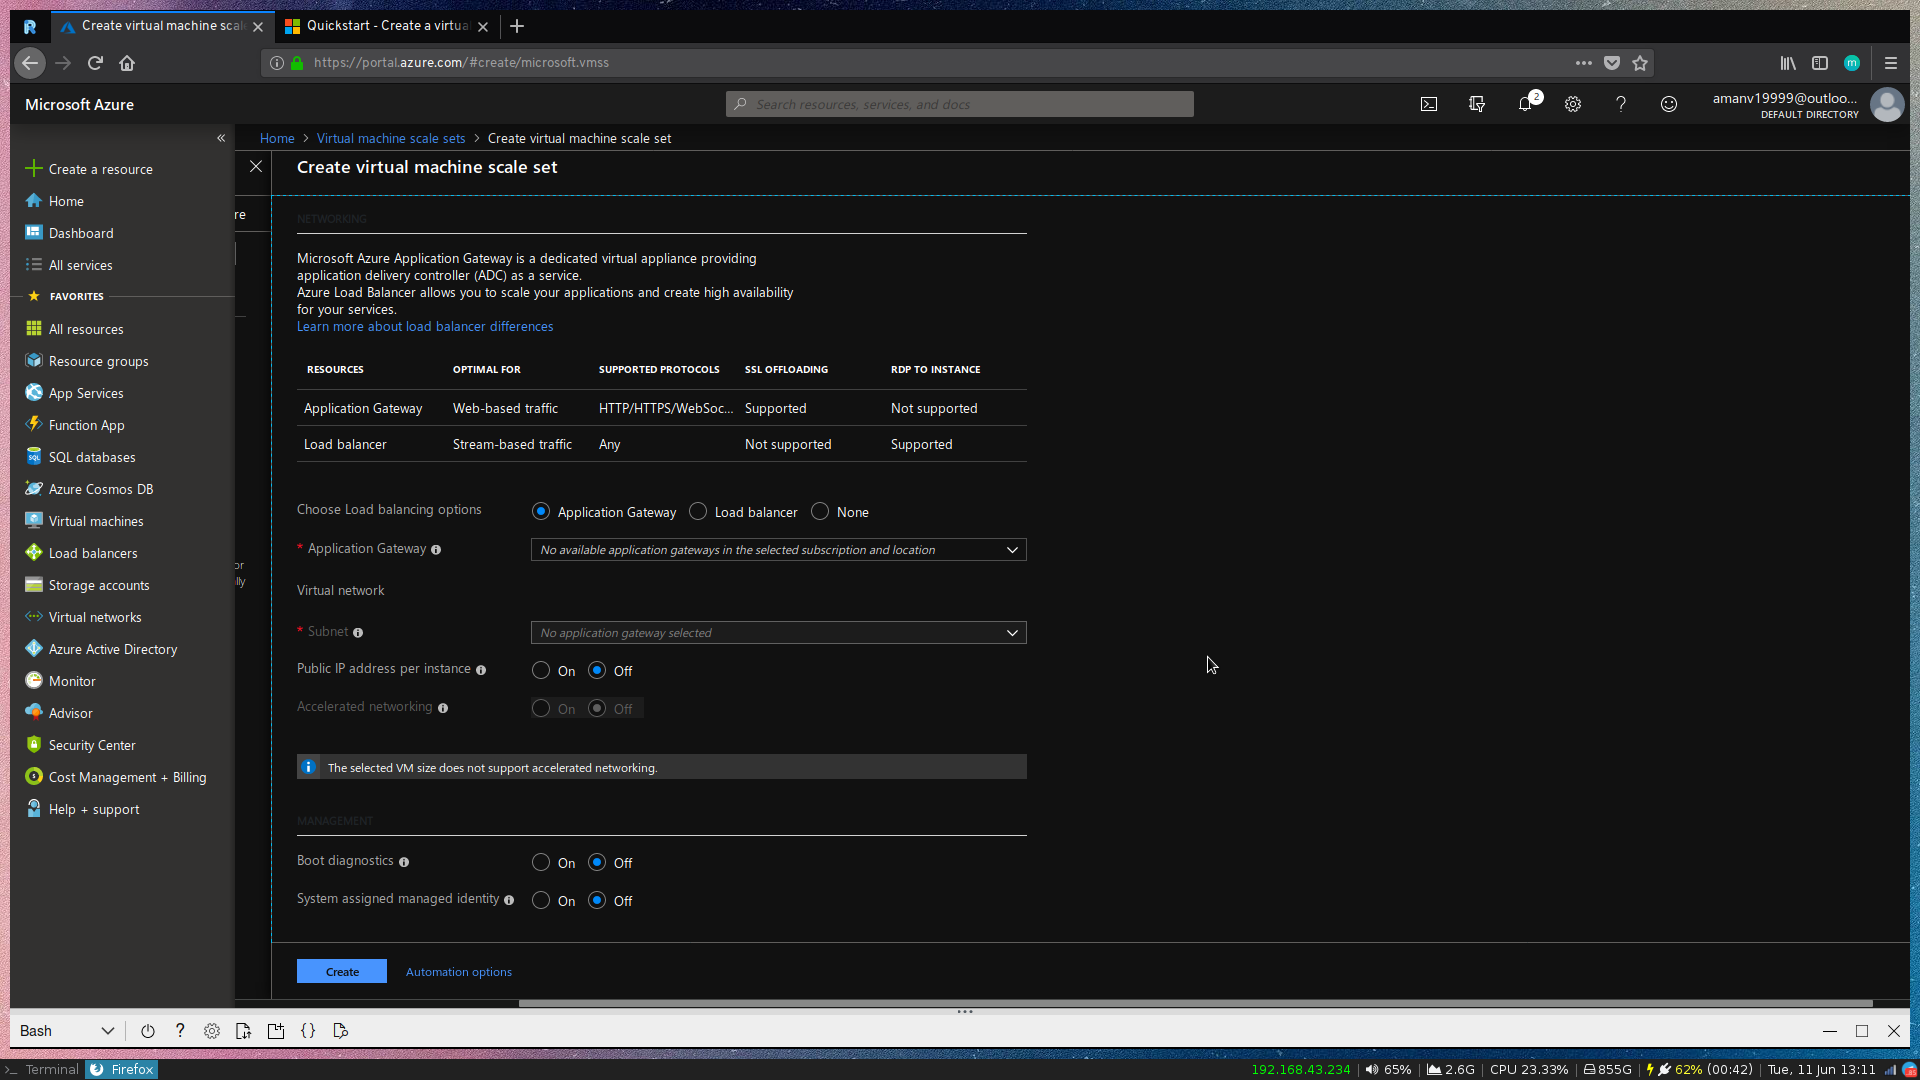 Create virtual machine scale
Quickstart - Create a virtua
https://portal.azure.com/#create/microsoft.vmss
m
Microsoft Azure
Search resources, services, and docs
2
amanv19999@outloo...
DEFAULT DIRECTORY
Home > Virtual machine scale sets > Create virtual machine scale set
Create virtual machine scale set
Create a resource
Home
Dashboard
All services
FAVORITES
All resources
Resource groups
App Services
Function App
SQL databases
Azure Cosmos DB
Virtual machines
Load balancers
Storage accounts
Virtual networks
Azure Active Directory
Monitor
Advisor
Security Center
Cost Management + Billing
Help + support
re
or
lly
NETWORKING
Microsoft Azure Application Gateway is a dedicated virtual appliance providing
application delivery controller (ADC) as a service.
Azure Load Balancer allows you to scale your applications and create high availability
for your services.
Learn more about load balancer differences
RESOURCES OPTIMAL FOR SUPPORTED PROTOCOLS SSL OFFLOADING RDP TO INSTANCE
Application Gateway Web-based traffic HTTP/HTTPS/WebSoc... Supported Not supported
Load balancer Stream-based traffic Any Not supported Supported
Choose Load balancing options Application Gateway Load balancer None
* Application Gateway No available application gateways in the selected subscription and location
Virtual network
* Subnet No application gateway selected
Public IP address per instance On Off
Accelerated networking On Off
The selected VM size does not support accelerated networking.
MANAGEMENT
Boot diagnostics On Off
System assigned managed identity On Off
Create Automation options
Bash
Terminal Firefox
192.168.43.234 65% 2.6G CPU 23.33% 855G 62% (00:42) Tue, 11 Jun 13:11